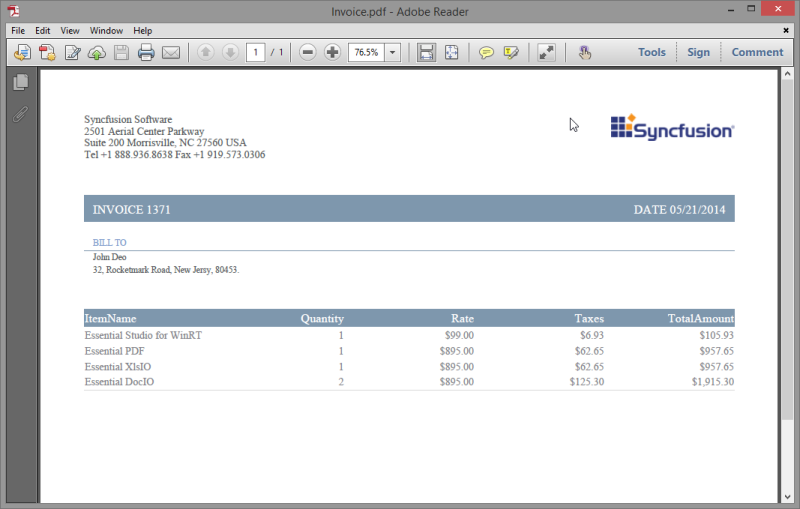 Invoice.pdf - Adobe Reader
File Edit View Window Help
1 / 1 76.5% Tools Sign Comment
Syncfusion Software
2501 Aerial Center Parkway
Suite 200 Morrisville, NC 27560 USA
Tel +1 888.936.8638 Fax +1 919.573.0306
Syncfusion®
INVOICE 1371 DATE 05/21/2014
BILL TO
John Deo
32, Rocketmark Road, New Jersy, 80453.
ItemName Quantity Rate Taxes TotalAmount
Essential Studio for WinRT 1 $99.00 $6.93 $105.93
Essential PDF 1 $895.00 $62.65 $957.65
Essential XlsIO 1 $895.00 $62.65 $957.65
Essential DocIO 2 $895.00 $125.30 $1,915.30